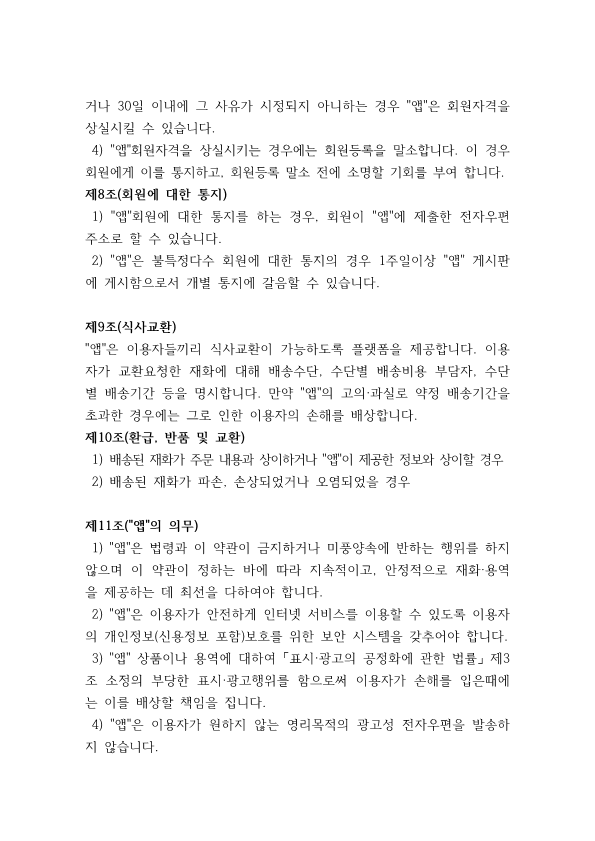 거나 30일 이내에 그 사유가 시정되지 아니하는 경우 "앱"은 회원자격을
상실시킬 수 있습니다.
4) "앱"회원자격을 상실시키는 경우에는 회원등록을 말소합니다. 이 경우
회원에게 이를 통지하고, 회원등록 말소 전에 소명할 기회를 부여 합니다.
제8조(회원에 대한 통지)
1) "앱"회원에 대한 통지를 하는 경우, 회원이 "앱"에 제출한 전자우편
주소로 할 수 있습니다.
2) "앱"은 불특정다수 회원에 대한 통지의 경우 1주일이상 "앱" 게시판
에 게시함으로서 개별 통지에 갈음할 수 있습니다.
제9조(식사교환)
"앱"은 이용자들끼리 식사교환이 가능하도록 플랫폼을 제공합니다. 이용
자가 교환요청한 재화에 대해 배송수단, 수단별 배송비용 부담자, 수단
별 배송기간 등을 명시합니다. 만약 "앱"의 고의·과실로 약정 배송기간을
초과한 경우에는 그로 인한 이용자의 손해를 배상합니다.
제10조(환급, 반품 및 교환)
1) 배송된 재화가 주문 내용과 상이하거나 "앱"이 제공한 정보와 상이할 경우
2) 배송된 재화가 파손, 손상되었거나 오염되었을 경우
제11조("앱"의 의무)
1) "앱"은 법령과 이 약관이 금지하거나 미풍양속에 반하는 행위를 하지
않으며 이 약관이 정하는 바에 따라 지속적이고, 안정적으로 재화·용역
을 제공하는 데 최선을 다하여야 합니다.
2) "앱"은 이용자가 안전하게 인터넷 서비스를 이용할 수 있도록 이용자
의 개인정보(신용정보 포함)보호를 위한 보안 시스템을 갖추어야 합니다.
3) "앱" 상품이나 용역에 대하여「표시·광고의 공정화에 관한 법률」제3
조 소정의 부당한 표시·광고행위를 함으로써 이용자가 손해를 입은때에
는 이를 배상할 책임을 집니다.
4) "앱"은 이용자가 원하지 않는 영리목적의 광고성 전자우편을 발송하
지 않습니다.